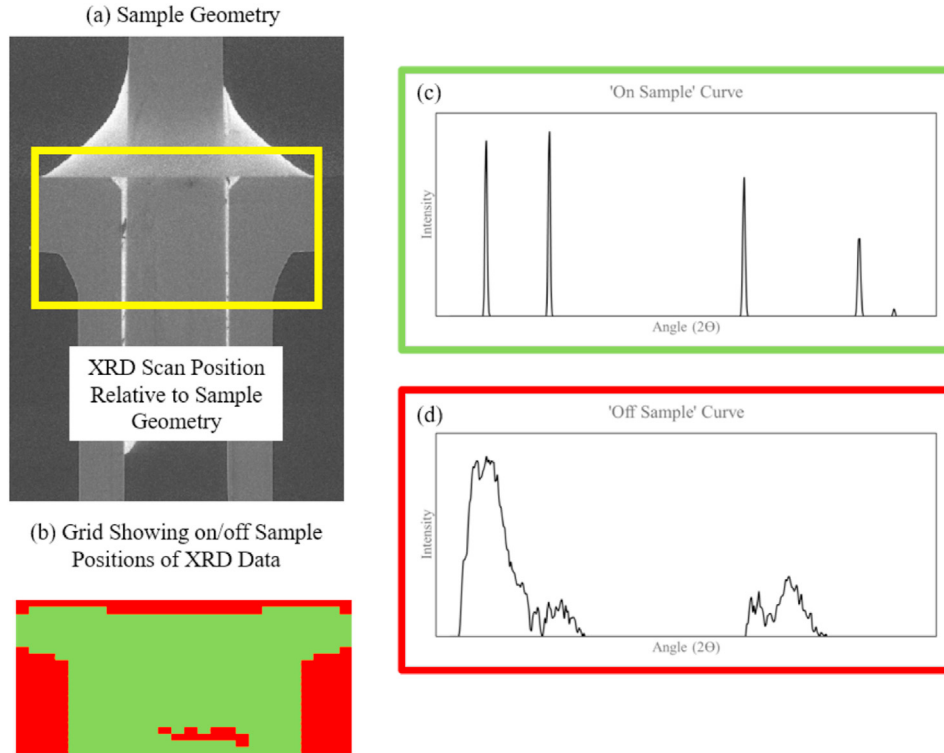 (a) Sample Geometry
XRD Scan Position
Relative to Sample
Geometry
(b) Grid Showing on/off Sample
Positions of XRD Data
(c)
'On Sample' Curve
Intensity
Angle (2Θ)
(d)
'Off Sample' Curve
Intensity
Angle (2Θ)